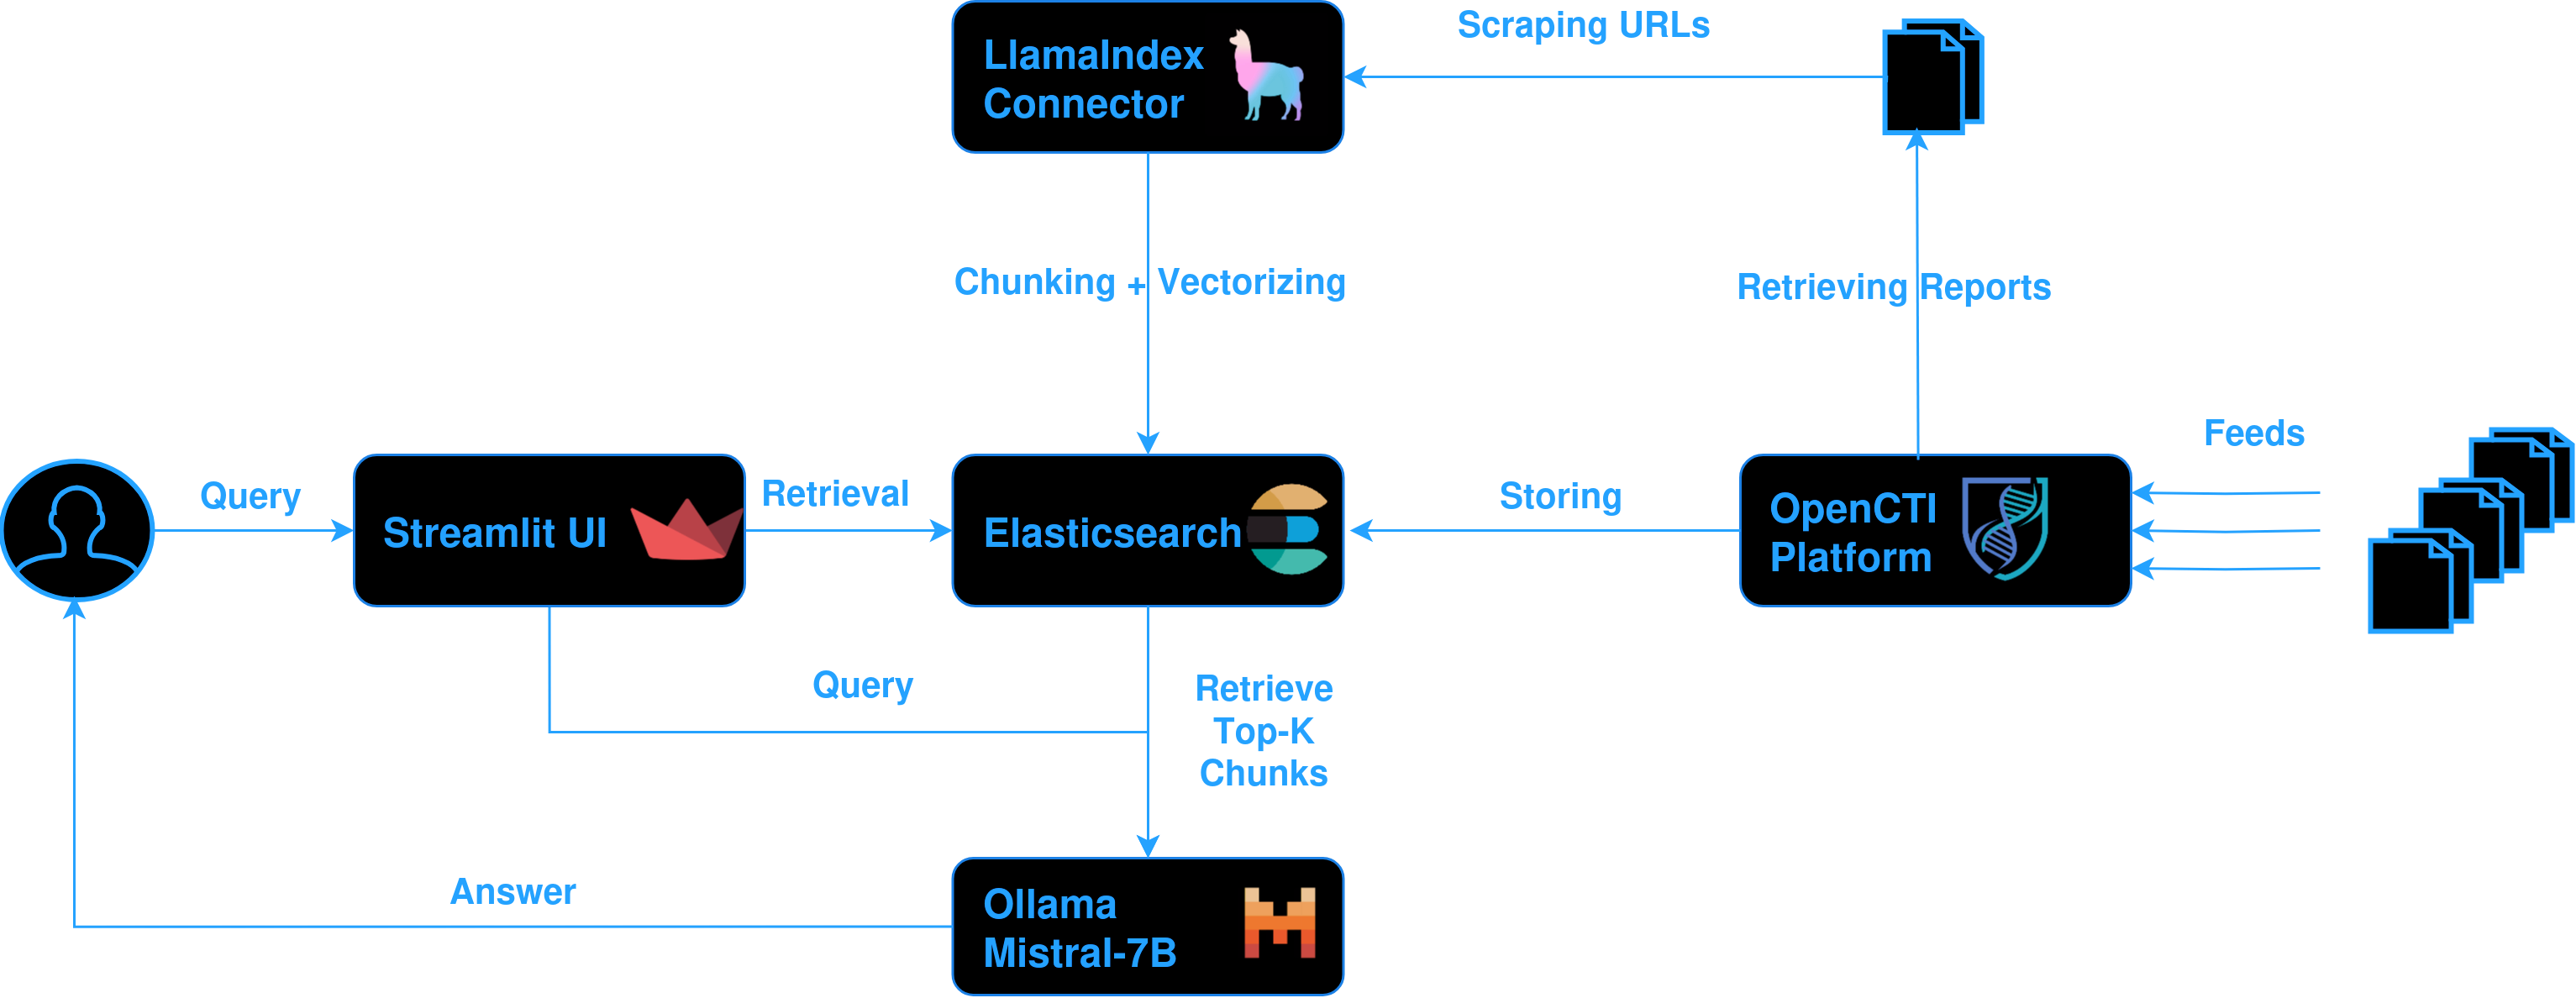 LlamaIndex
Connector
Scraping URLs
Chunking + Vectorizing
Retrieving Reports
Feeds
Query
Streamlit UI
Retrieval
Elasticsearch
Storing
OpenCTI
Platform
Query
Retrieve
Top-K
Chunks
Answer
Ollama
Mistral-7B